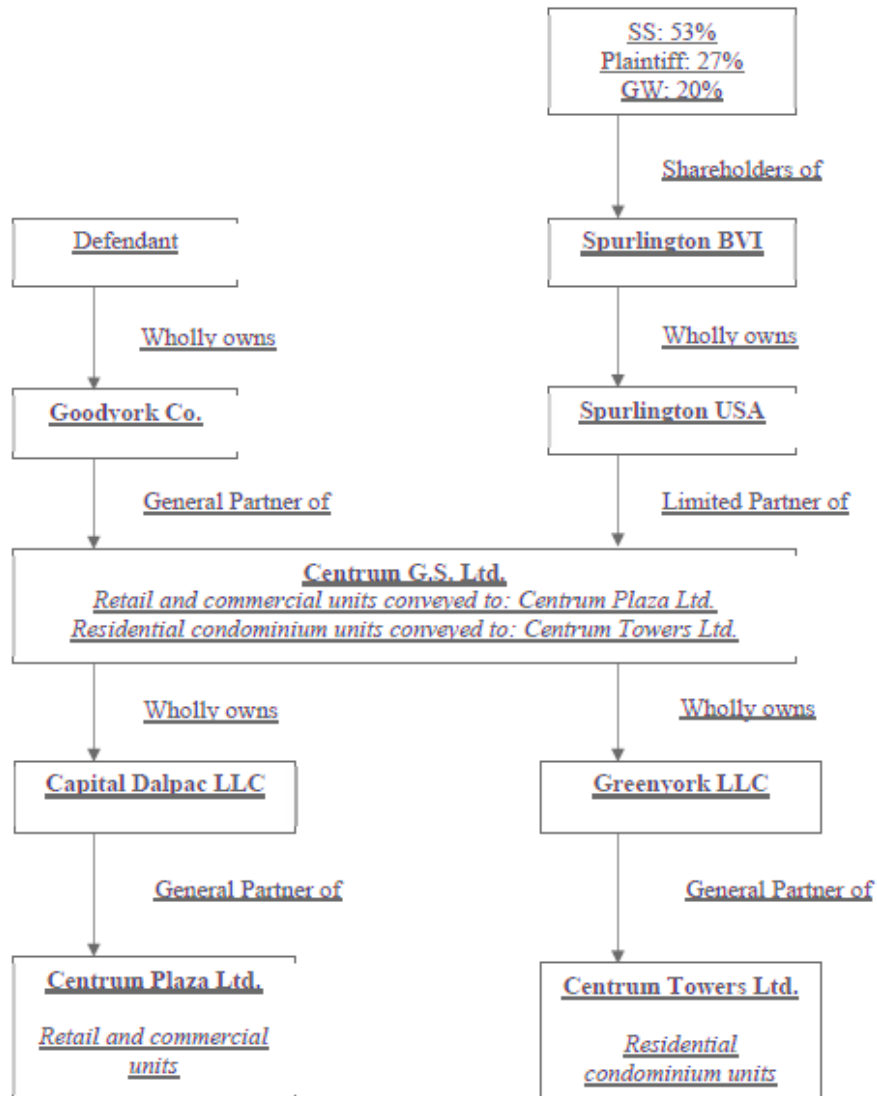 SS: 53%
Plaintiff: 27%
GW: 20%
Shareholders of
Defendant
Spurlington BVI
Wholly owns
Wholly owns
Goodyork Co.
Spurlington USA
General Partner of
Limited Partner of
Centrum G.S. Ltd.
Retail and commercial units conveyed to: Centrum Plaza Ltd.
Residential condominium units conveyed to: Centrum Towers Ltd.
Wholly owns
Wholly owns
Capital Dalpac LLC
Greenyork LLC
General Partner of
General Partner of
Centrum Plaza Ltd.
Retail and commercial
units
Centrum Towers Ltd.
Residential
condominium units